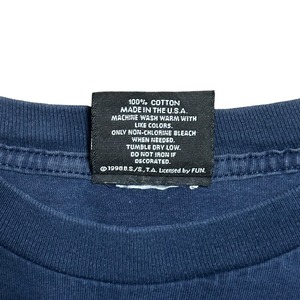 100% COTTON
MADE IN THE U.S.A.
MACHINE WASH WARM WITH
LIKE COLORS.
ONLY NON-CHLORINE BLEACH
WHEN NEEDED.
TUMBLE DRY LOW.
DO NOT IRON IF
DECORATED.
©1998 B.S./S.,T.A. Licensed by FUN.